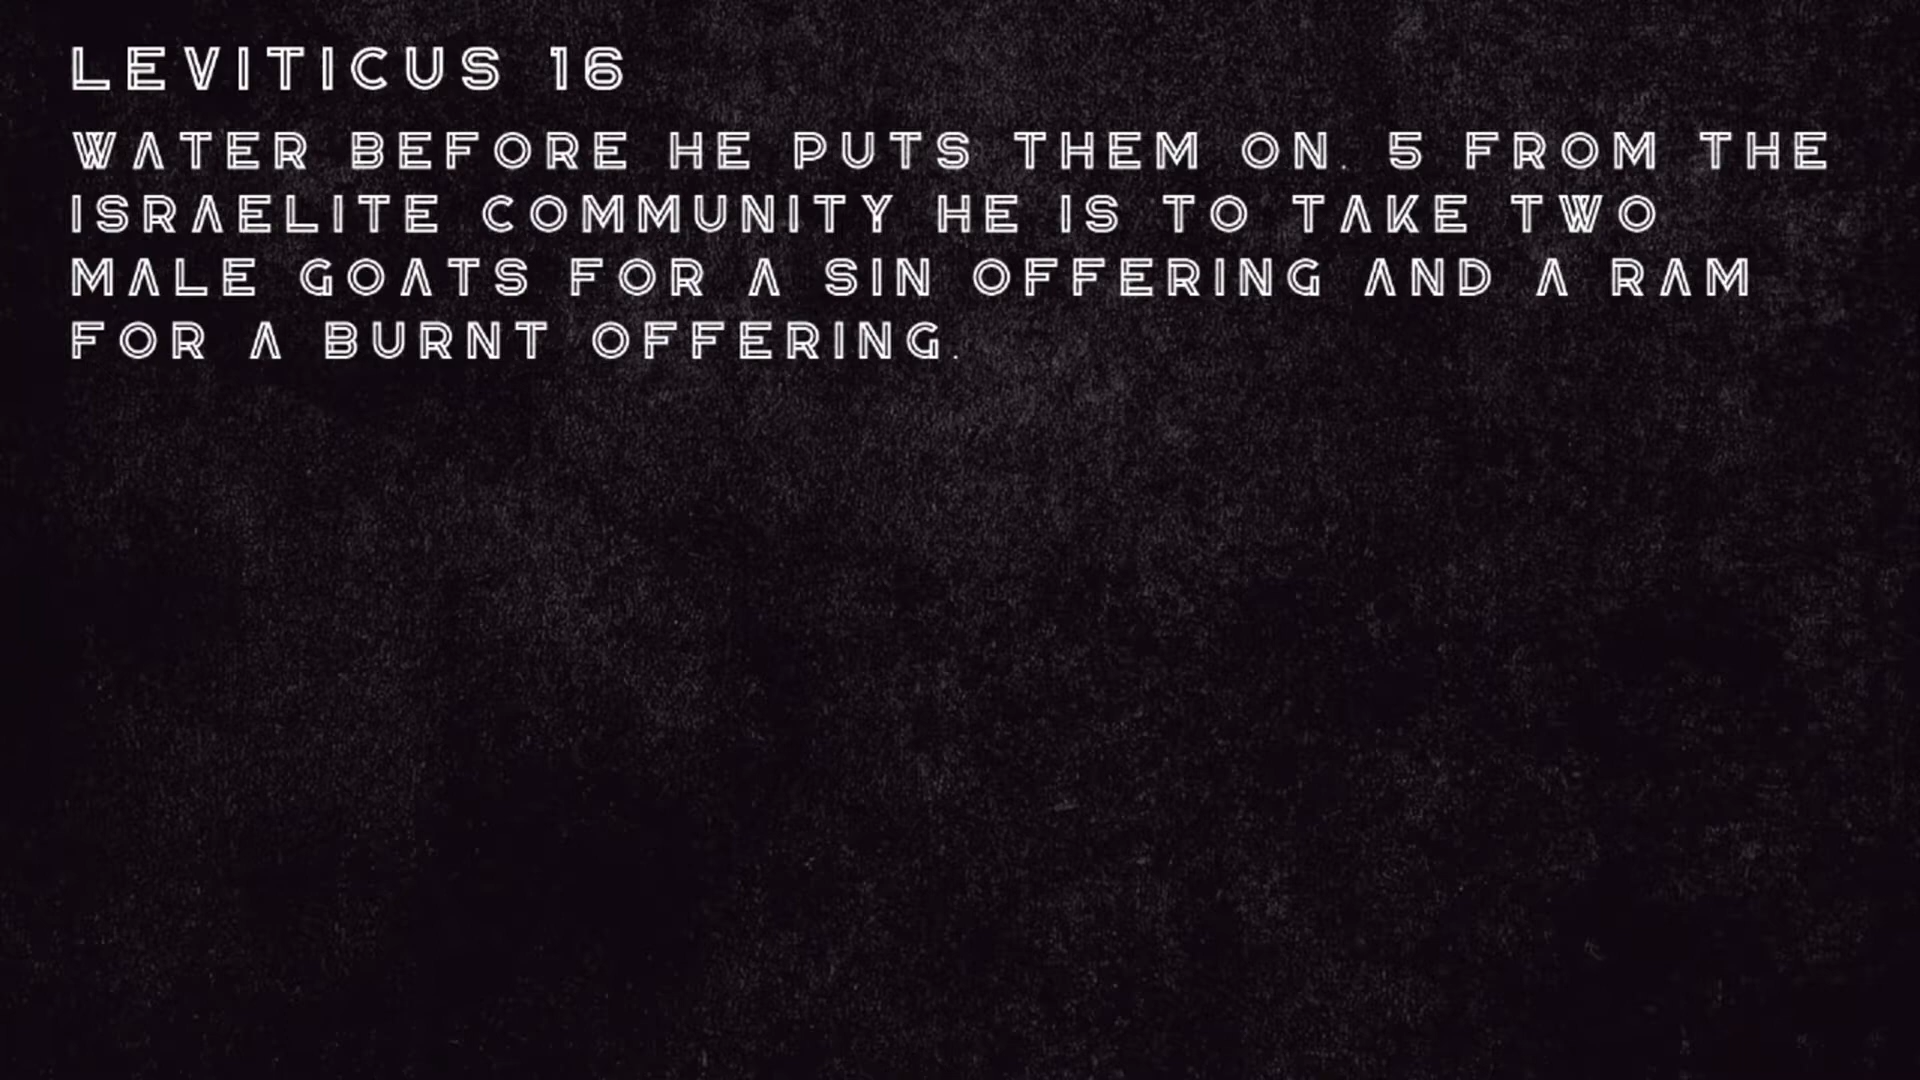 LEVITICUS 16
WATER BEFORE HE PUTS THEM ON. 5 FROM THE
ISRAELITE COMMUNITY HE IS TO TAKE TWO
MALE GOATS FOR A SIN OFFERING AND A RAM
FOR A BURNT OFFERING.